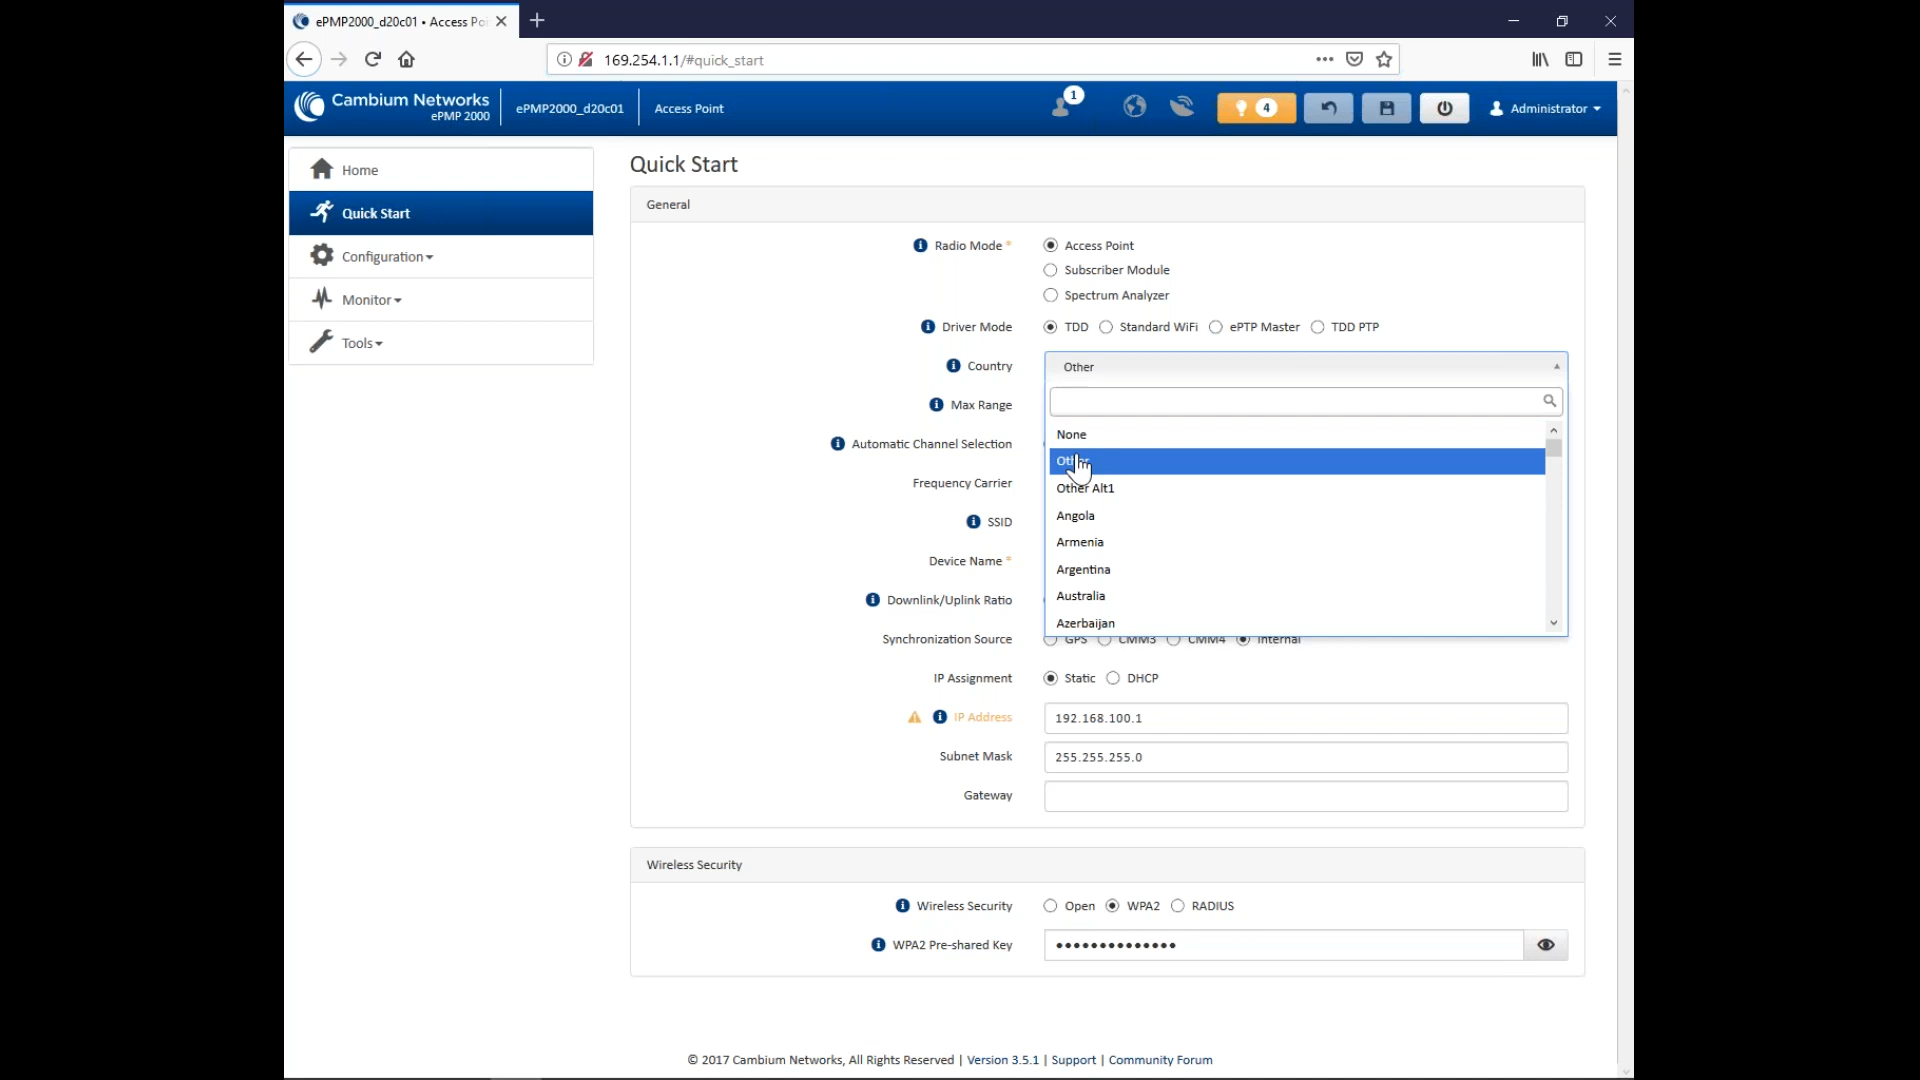 ePMP2000_d20c01 • Access Po
169.254.1.1/#quick_start
Cambium Networks
ePMP 2000
ePMP2000_d20c01
Access Point
1
4
Administrator
Home
Quick Start
Configuration
Monitor
Tools
Quick Start
General
Radio Mode *
Access Point
Subscriber Module
Spectrum Analyzer
Driver Mode
TDD Standard WiFi ePTP Master TDD PTP
Country
Other
Max Range
None
Automatic Channel Selection
Other
Frequency Carrier
Other Alt1
Angola
SSID
Armenia
Device Name *
Argentina
Downlink/Uplink Ratio
Australia
Azerbaijan
Synchronization Source
GPS CMM3 CMM4 Internal
IP Assignment
Static DHCP
IP Address
192.168.100.1
Subnet Mask
255.255.255.0
Gateway
Wireless Security
Wireless Security
Open WPA2 RADIUS
WPA2 Pre-shared Key
••••••••••••••
© 2017 Cambium Networks, All Rights Reserved | Version 3.5.1 | Support | Community Forum